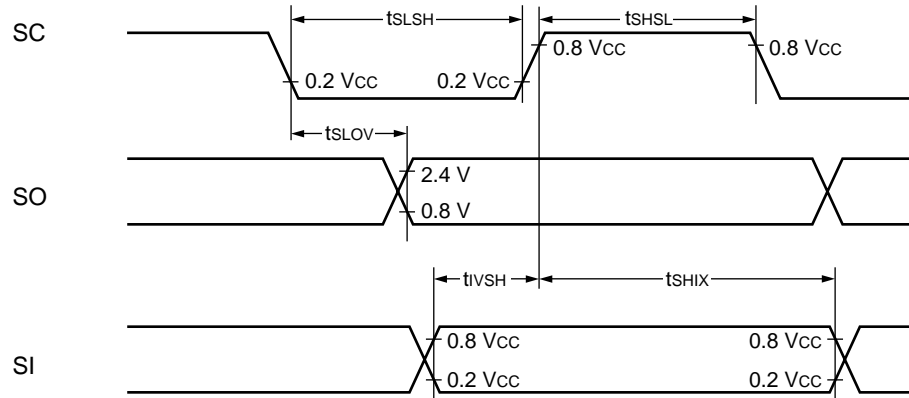 tSLSH tSHSL
SC
0.8 VCC 0.8 VCC
0.2 VCC 0.2 VCC
tSLOV
2.4 V
SO
0.8 V
tIVSH tSHIX
0.8 VCC 0.8 VCC
SI
0.2 VCC 0.2 VCC